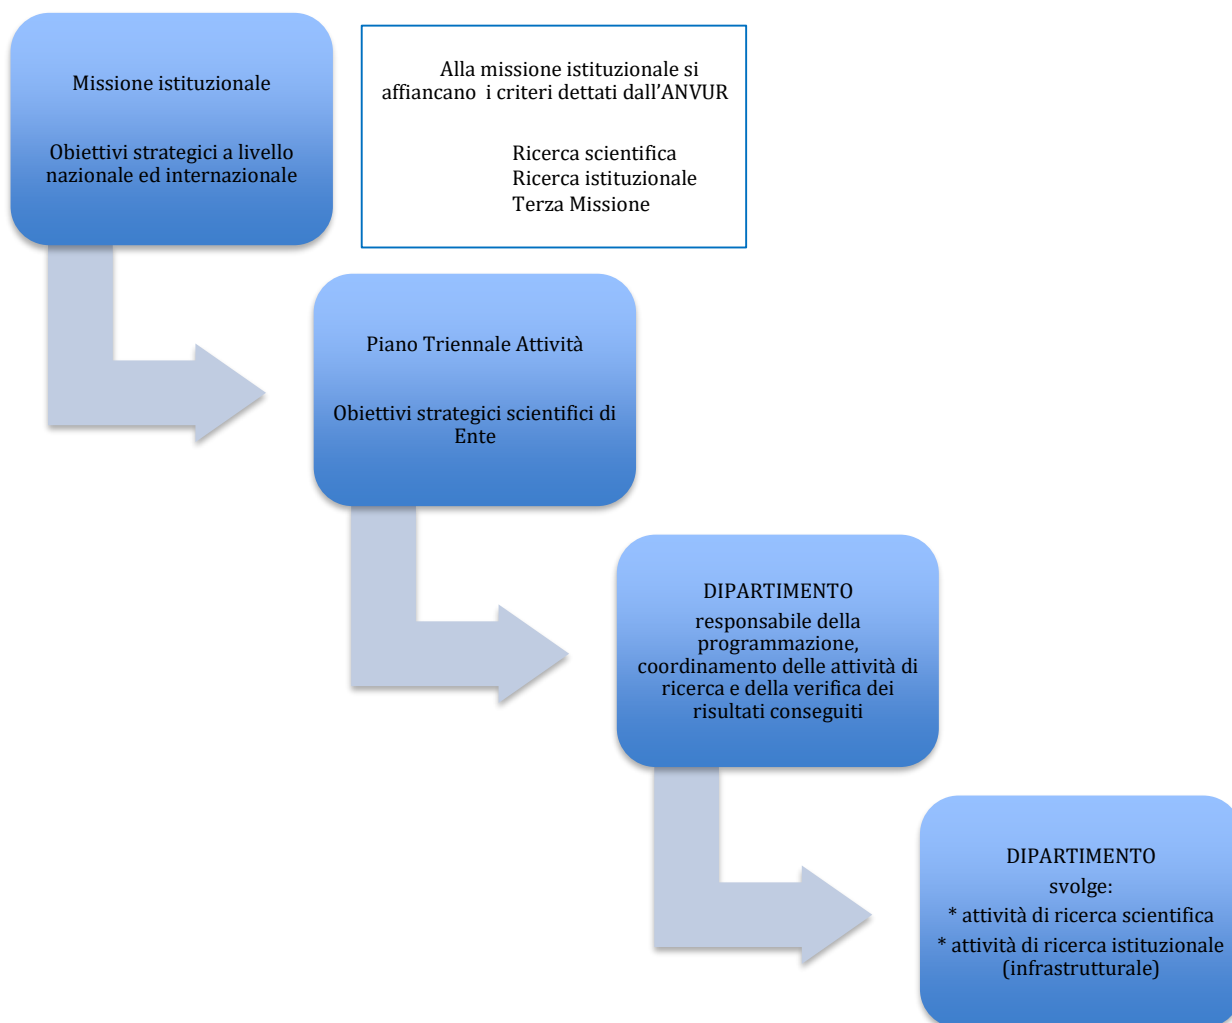 Missione istituzionale
Obiettivi strategici a livello
nazionale ed internazionale
Alla missione istituzionale si
affiancano i criteri dettati dall’ANVUR
Ricerca scientifica
Ricerca istituzionale
Terza Missione
Piano Triennale Attività
Obiettivi strategici scientifici di
Ente
DIPARTIMENTO
responsabile della
programmazione,
coordinamento delle attività di
ricerca e della verifica dei
risultati conseguiti
DIPARTIMENTO
svolge:
* attività di ricerca scientifica
* attività di ricerca istituzionale
(infrastrutturale)